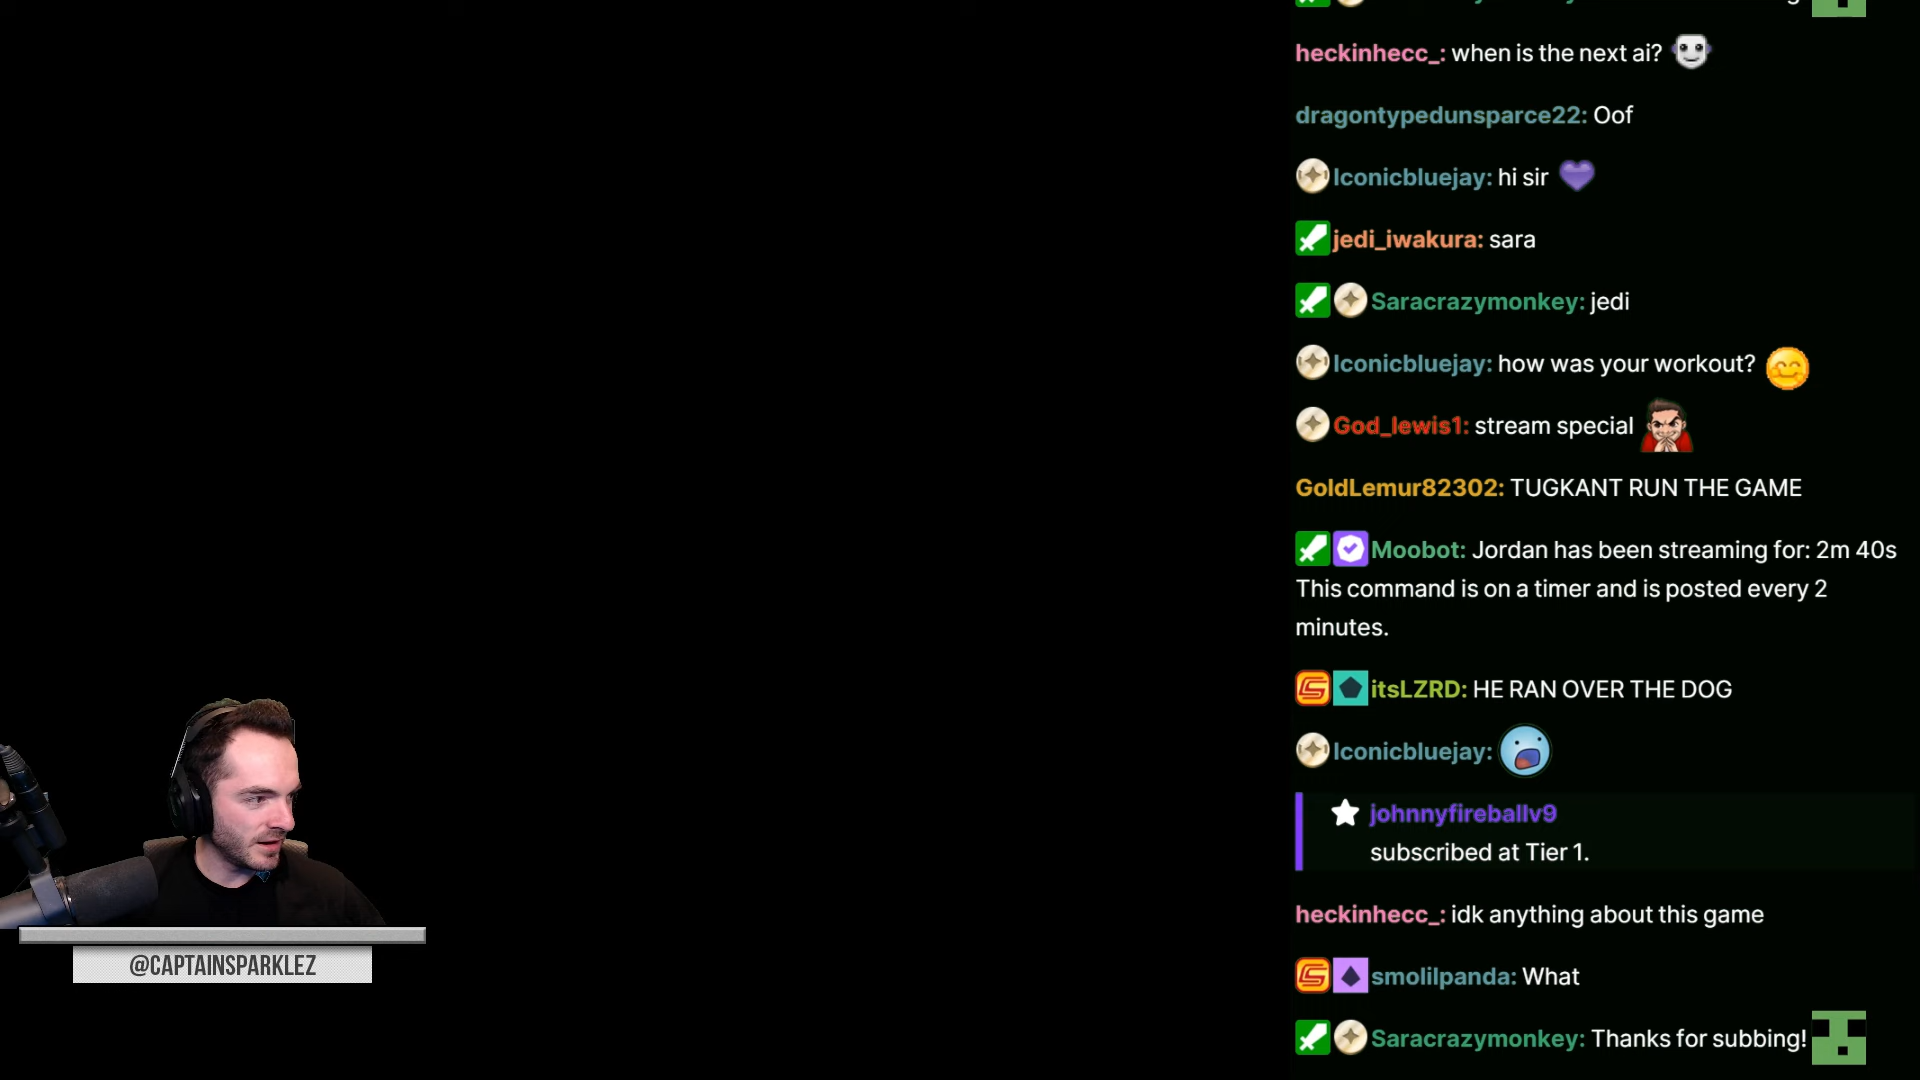 heckinhecc_: when is the next ai?
dragontypedunsparce22: Oof
Iconicbluejay: hi sir
jedi_iwakura: sara
Saracrazymonkey: jedi
Iconicbluejay: how was your workout?
God_lewis1: stream special
GoldLemur82302: TUGKANT RUN THE GAME
Moobot: Jordan has been streaming for: 2m 40s
This command is on a timer and is posted every 2
minutes.
itsLZRD: HE RAN OVER THE DOG
Iconicbluejay:
johnnyfireballv9
subscribed at Tier 1.
heckinhecc_: idk anything about this game
smolilpanda: What
Saracrazymonkey: Thanks for subbing!
@CAPTAINSPARKLEZ